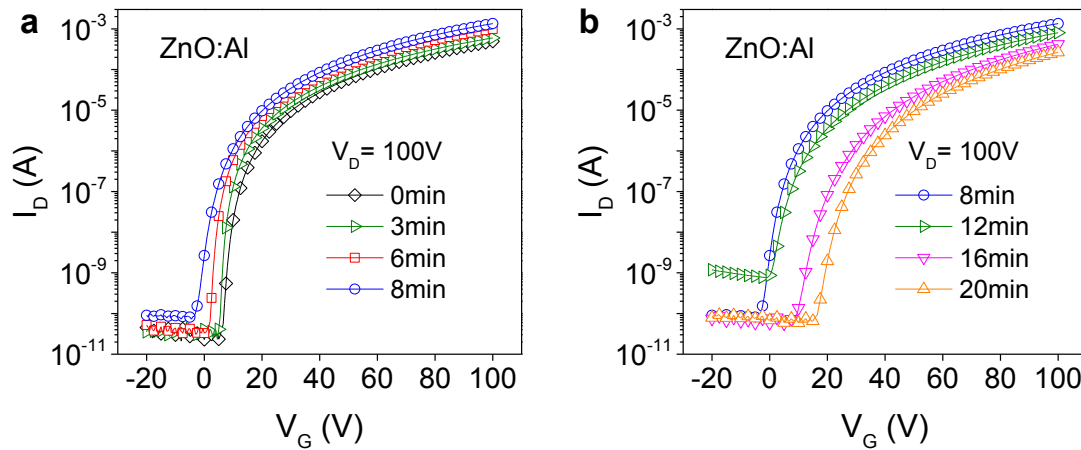 a
ZnO:Al
V_D= 100V
0min
3min
6min
8min
10^-3
10^-5
10^-7
10^-9
10^-11
I_D (A)
-20 0 20 40 60 80 100
V_G (V)
b
ZnO:Al
V_D= 100V
8min
12min
16min
20min
10^-3
10^-5
10^-7
10^-9
10^-11
I_D (A)
-20 0 20 40 60 80 100
V_G (V)